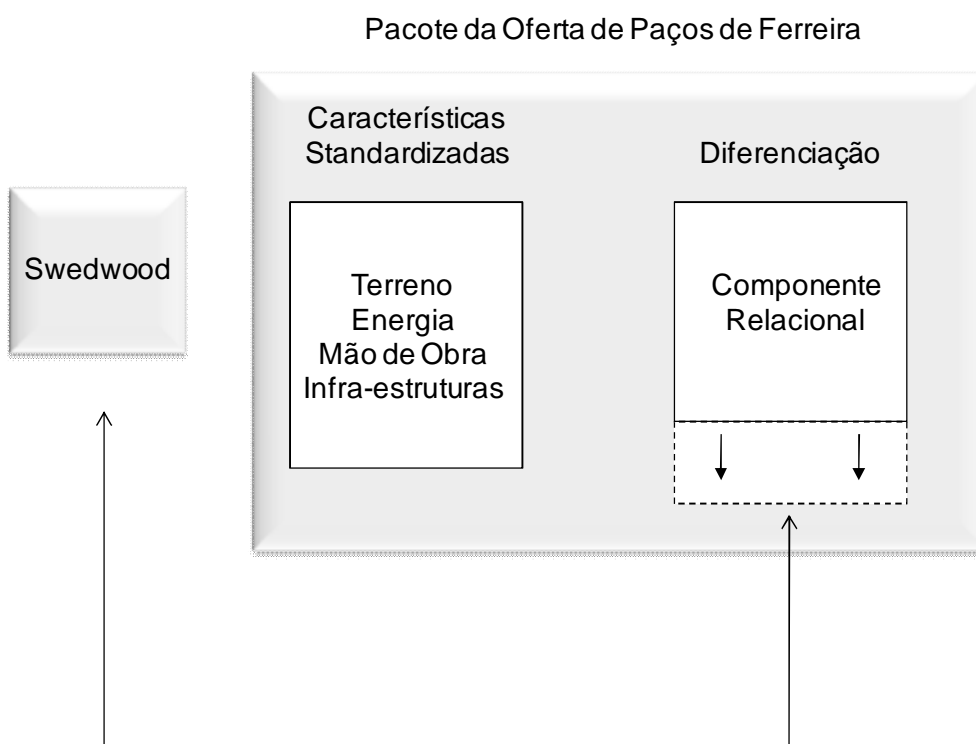 Pacote da Oferta de Paços de Ferreira
Características
Standardizadas
Diferenciação
Swedwood
Terreno
Energia
Mão de Obra
Infra-estruturas
Componente
Relacional